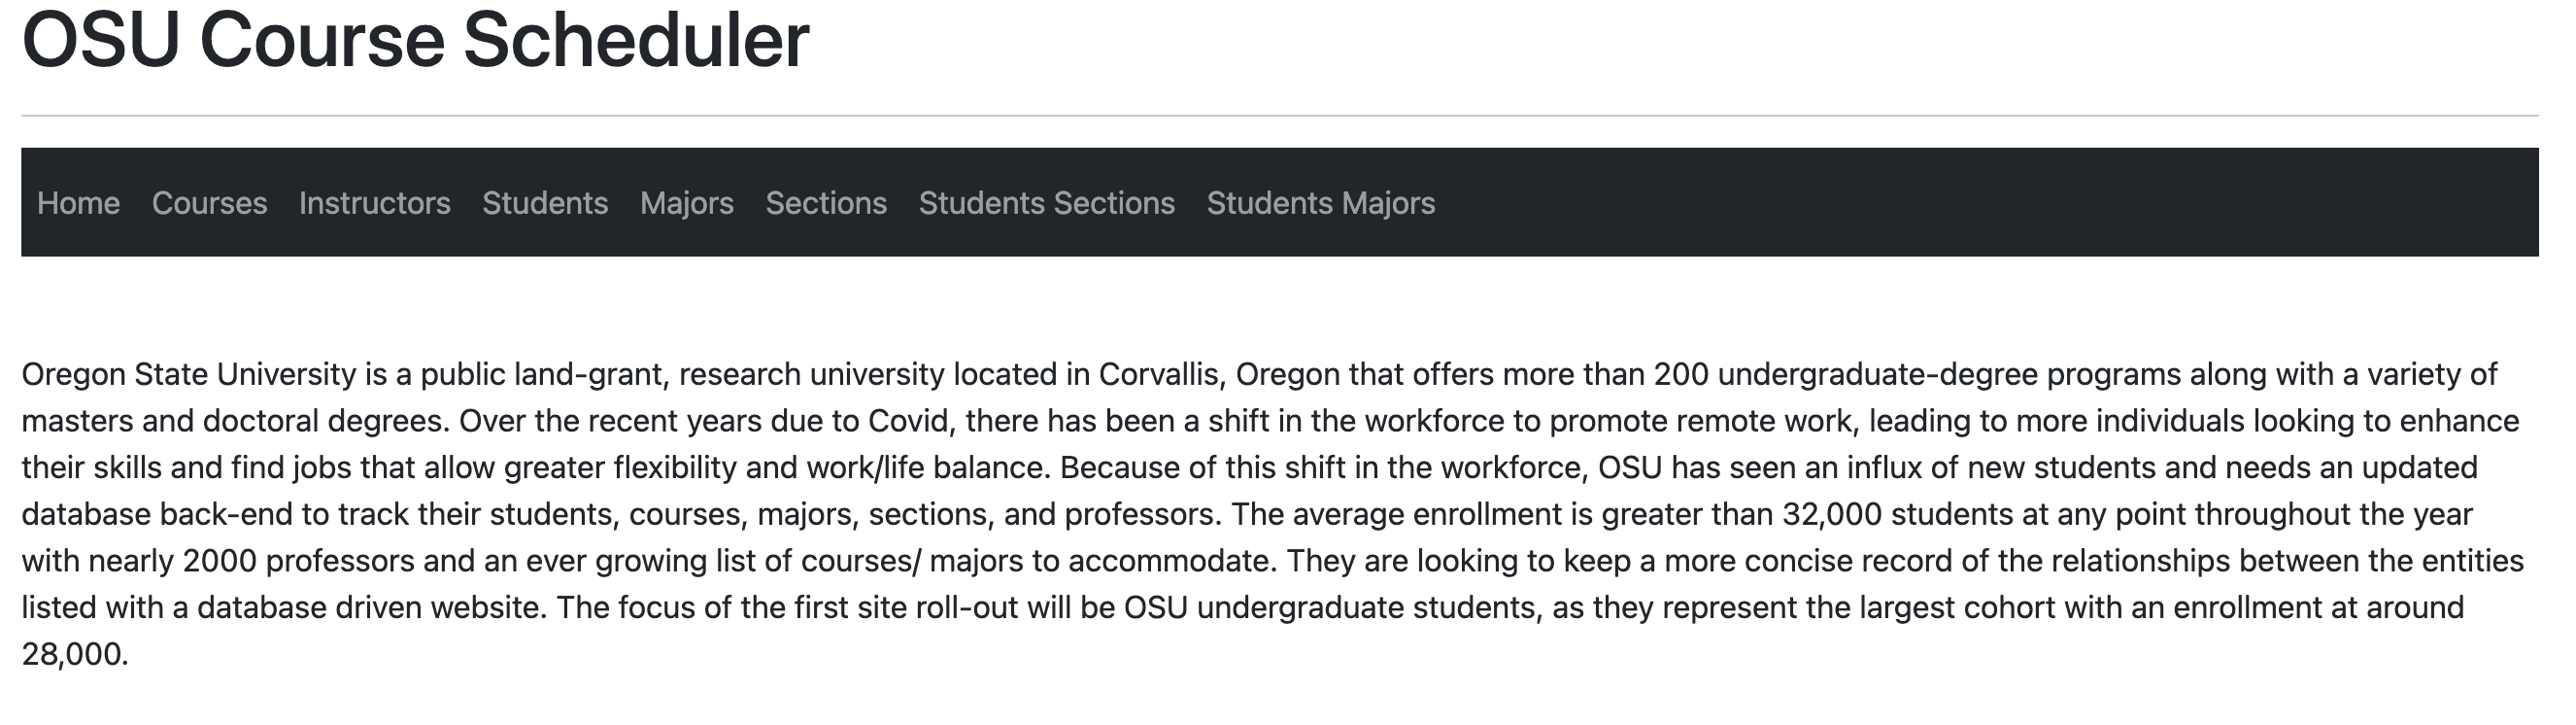 OSU Course Scheduler
Home Courses Instructors Students Majors Sections Students Sections Students Majors
Oregon State University is a public land-grant, research university located in Corvallis, Oregon that offers more than 200 undergraduate-degree programs along with a variety of
masters and doctoral degrees. Over the recent years due to Covid, there has been a shift in the workforce to promote remote work, leading to more individuals looking to enhance
their skills and find jobs that allow greater flexibility and work/life balance. Because of this shift in the workforce, OSU has seen an influx of new students and needs an updated
database back-end to track their students, courses, majors, sections, and professors. The average enrollment is greater than 32,000 students at any point throughout the year
with nearly 2000 professors and an ever growing list of courses/ majors to accommodate. They are looking to keep a more concise record of the relationships between the entities
listed with a database driven website. The focus of the first site roll-out will be OSU undergraduate students, as they represent the largest cohort with an enrollment at around
28,000.